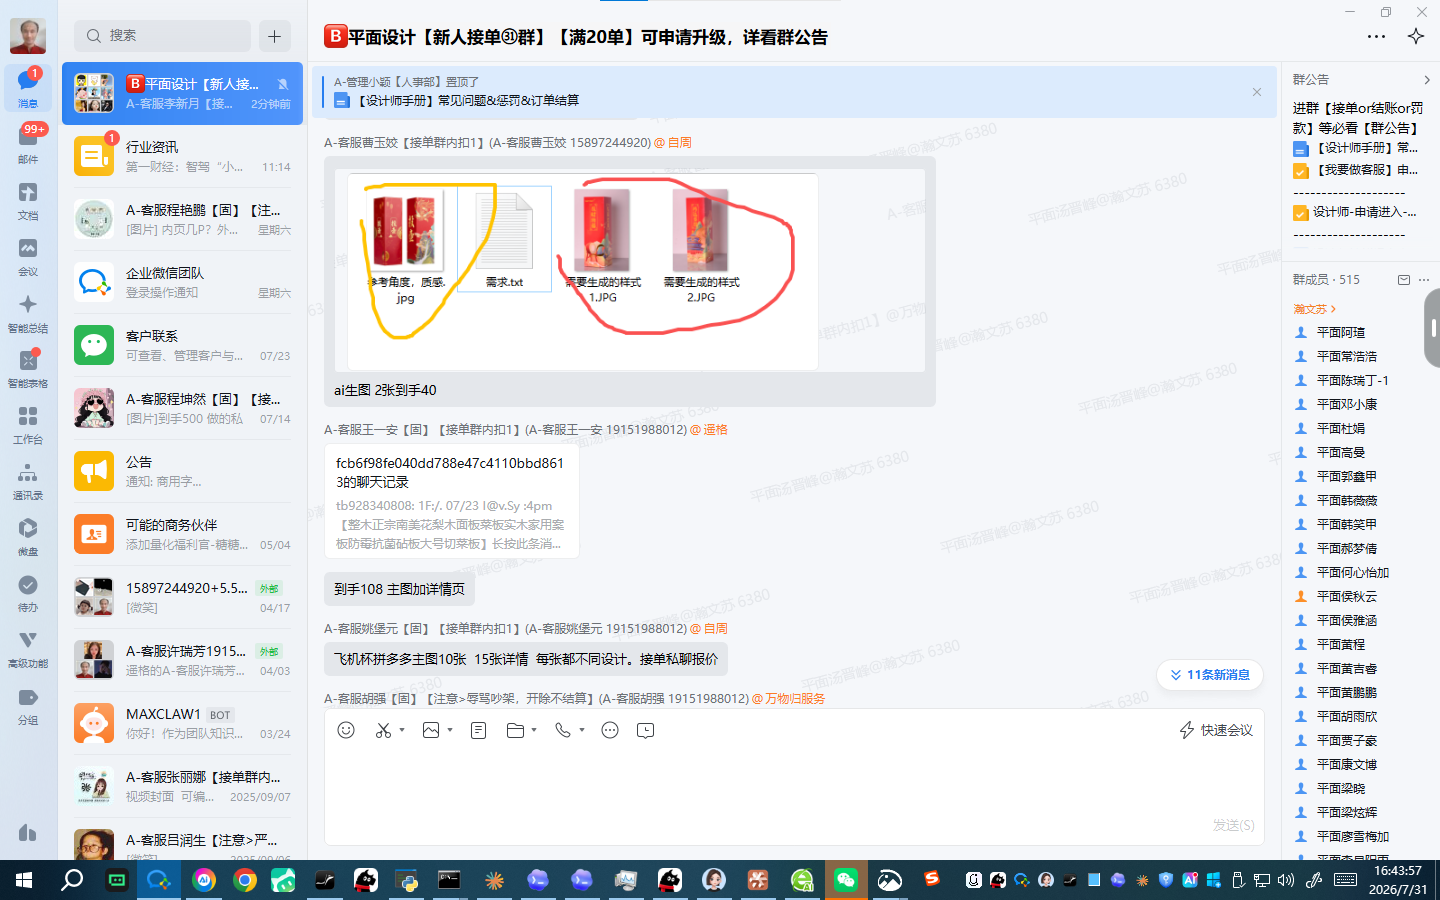 搜索
B平面设计【新人接单㉛群】【满20单】可申请升级，详看群公告
1
消息
99+
邮件
文档
会议
智能总结
智能表格
工作台
通讯录
微盘
待办
高级功能
分组
B平面设计【新人接...
A-客服李新月【接...
2分钟前
1
行业资讯
第一财经：智驾“小...
11:14
A-客服程艳鹏【固】【注...
[图片] 内页几P？外...
星期六
企业微信团队
登录操作通知
星期六
客户联系
可查看、管理客户与...
07/23
A-客服程坤然【固】【接...
[图片]到手500 做的私
07/14
公告
通知: 商用字...
可能的商务伙伴
添加量化福利官-糖糖...
05/04
15897244920+5.5...
外部
[微笑]
04/17
A-客服许瑞芳1915...
外部
逼格的A-客服许瑞芳...
04/03
MAXCLAW1 BOT
你好！作为团队知识...
03/24
A-客服张丽娜【接单群内...
视频封面 可编...
2025/09/07
A-客服吕润生【注意>严...
[微笑]
2025/09/06
A-管理小颖【人事部】置顶了
【设计师手册】常见问题&惩罚&订单结算
A-客服曹玉姣【接单群内扣1】(A-客服曹玉姣 15897244920) @自周
参考角度，质感.
jpg
需求.txt
需要生成的样式
1.JPG
需要生成的样式
2.JPG
ai生图 2张到手40
A-客服王一安【固】【接单群内扣1】(A-客服王一安 19151988012) @逼格
fcb6f98fe040dd788e47c4110bbd861
3的聊天记录
tb928340808: 1F:/. 07/23 I@v.Sy :4pm
【整木正宗南美花梨木面板菜板实木家用案
板防霉抗菌砧板大号切菜板】长按此条消...
到手108 主图加详情页
A-客服姚堡元【固】【接单群内扣1】(A-客服姚堡元 19151988012) @自周
飞机杯拼多多主图10张  15张详情  每张都不同设计。接单私聊报价
A-客服胡强【固】【注意>辱骂吵架，开除不结算】(A-客服胡强 19151988012) @万物归服务
11条新消息
快速会议
发送(S)
群公告
进群【接单or结账or罚
款】等必看【群公告】
【设计师手册】常...
【我要做客服】申...
--------------------
设计师-申请进入-...
--------------------
群成员 · 515
瀚文苏
平面阿瑄
平面常浩浩
平面陈瑞丁-1
平面邓小康
平面杜娟
平面高曼
平面郭鑫甲
平面韩薇薇
平面韩笑甲
平面郝梦倩
平面何心怡加
平面侯秋云
平面侯雅涵
平面黄程
平面黄吉睿
平面黄鹏鹏
平面胡雨欣
平面贾子豪
平面康文博
平面梁晓
平面梁炫辉
平面廖雪梅加
平面汤晋峰@瀚文苏 6380
16:43:57
2026/7/31